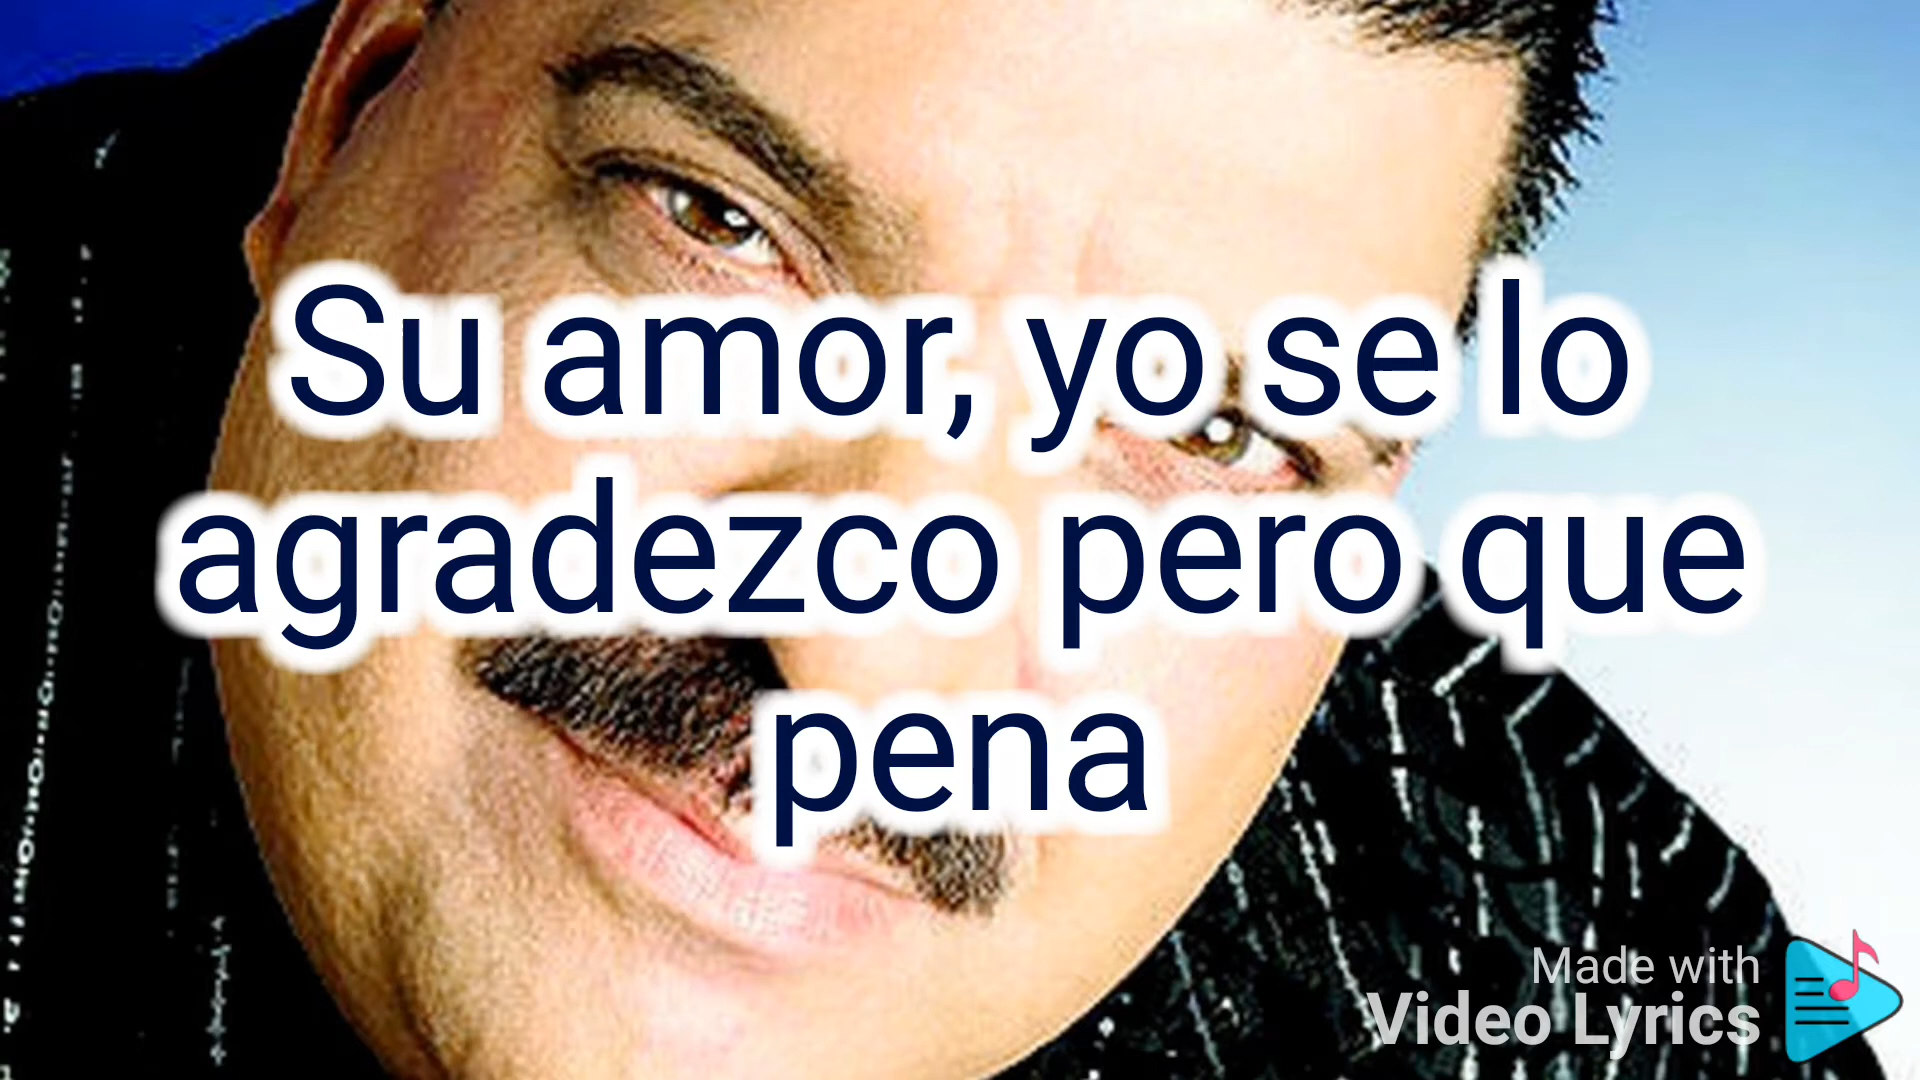 Su amor, yo se lo
agradezco pero que
pena
Made with
Video Lyrics